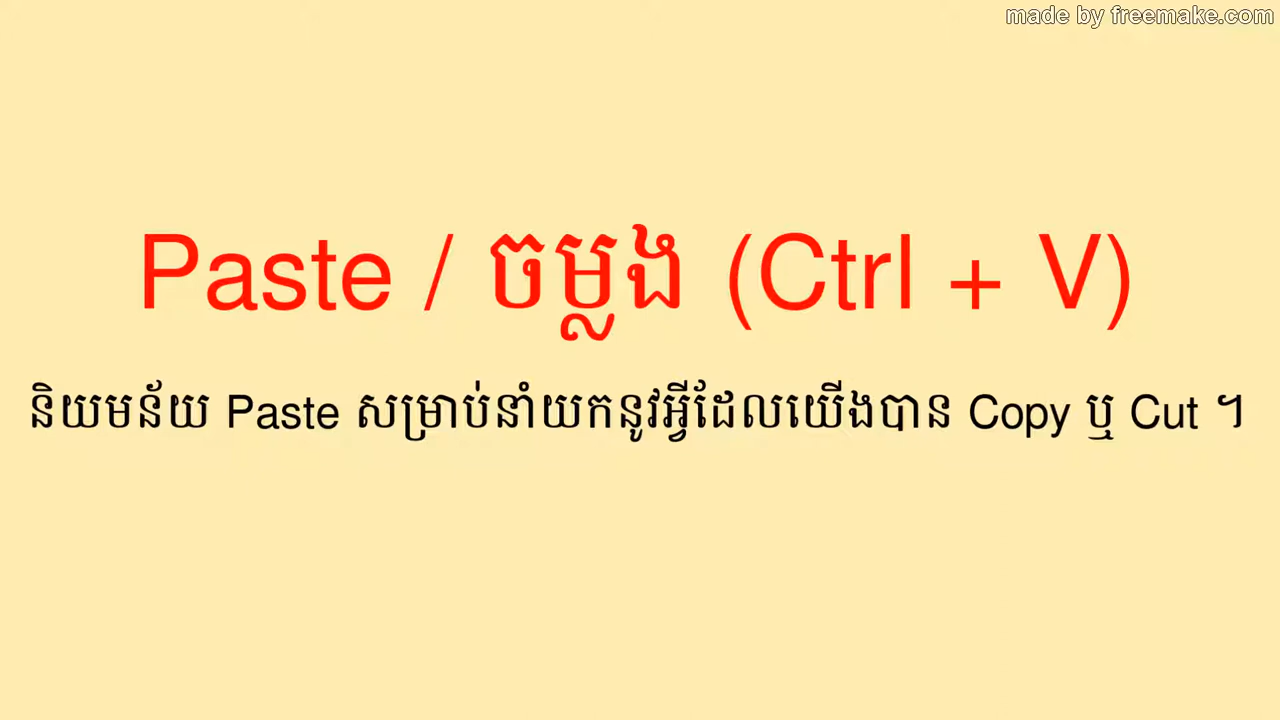 made by freemake.com
Paste / ចម្លង (Ctrl + V)
និយមន័យ Paste សម្រាប់នាំយកនូវអ្វីដែលយើងបាន Copy ឬ Cut ។